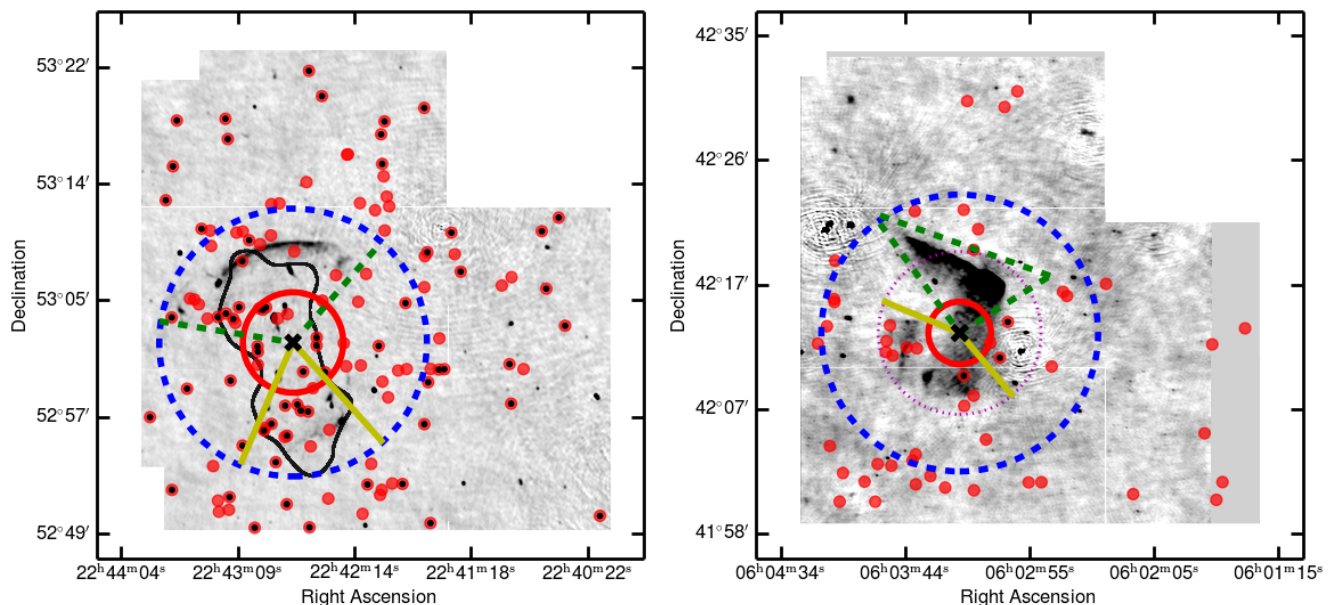 53°22′
53°14′
53°05′
52°57′
52°49′
Declination
22ʰ44ᵐ04ˢ 22ʰ43ᵐ09ˢ 22ʰ42ᵐ14ˢ 22ʰ41ᵐ18ˢ 22ʰ40ᵐ22ˢ
Right Ascension
42°35′
42°26′
42°17′
42°07′
41°58′
Declination
06ʰ04ᵐ34ˢ 06ʰ03ᵐ44ˢ 06ʰ02ᵐ55ˢ 06ʰ02ᵐ05ˢ 06ʰ01ᵐ15ˢ
Right Ascension